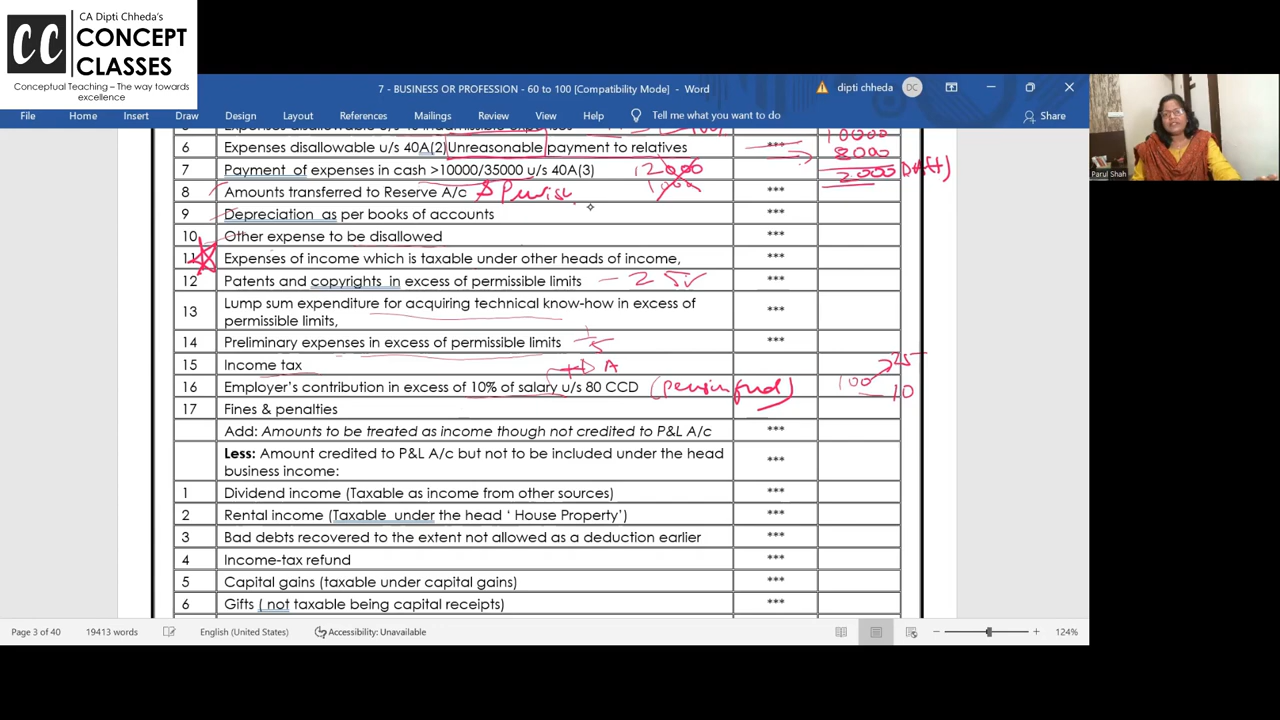 CA Dipti Chheda's
CC
CONCEPT
CLASSES
Conceptual Teaching – The way towards
excellence
7 - BUSINESS OR PROFESSION - 60 to 100 [Compatibility Mode] - Word
dipti chheda
DC
File Home Insert Draw Design Layout References Mailings Review View Help Tell me what you want to do
Share
Parul Shah
10000
6 Expenses disallowable u/s 40A(2) Unreasonable payment to relatives ***
8000
7 Payment of expenses in cash >10000/35000 u/s 40A(3) 12000
2000
8 Amounts transferred to Reserve A/c ***
9 Depreciation as per books of accounts ***
10 Other expense to be disallowed ***
11 Expenses of income which is taxable under other heads of income, ***
12 Patents and copyrights in excess of permissible limits ***
13 Lump sum expenditure for acquiring technical know-how in excess of
permissible limits, ***
14 Preliminary expenses in excess of permissible limits 1/5 ***
15 Income tax A
16 Employer's contribution in excess of 10% of salary u/s 80 CCD (pension fund) ***
100 10
17 Fines & penalties
Add: Amounts to be treated as income though not credited to P&L A/c ***
Less: Amount credited to P&L A/c but not to be included under the head
business income: ***
1 Dividend income (Taxable as income from other sources) ***
2 Rental income (Taxable under the head ' House Property') ***
3 Bad debts recovered to the extent not allowed as a deduction earlier ***
4 Income-tax refund ***
5 Capital gains (taxable under capital gains) ***
6 Gifts ( not taxable being capital receipts) ***
Page 3 of 40 19413 words English (United States) Accessibility: Unavailable 124%